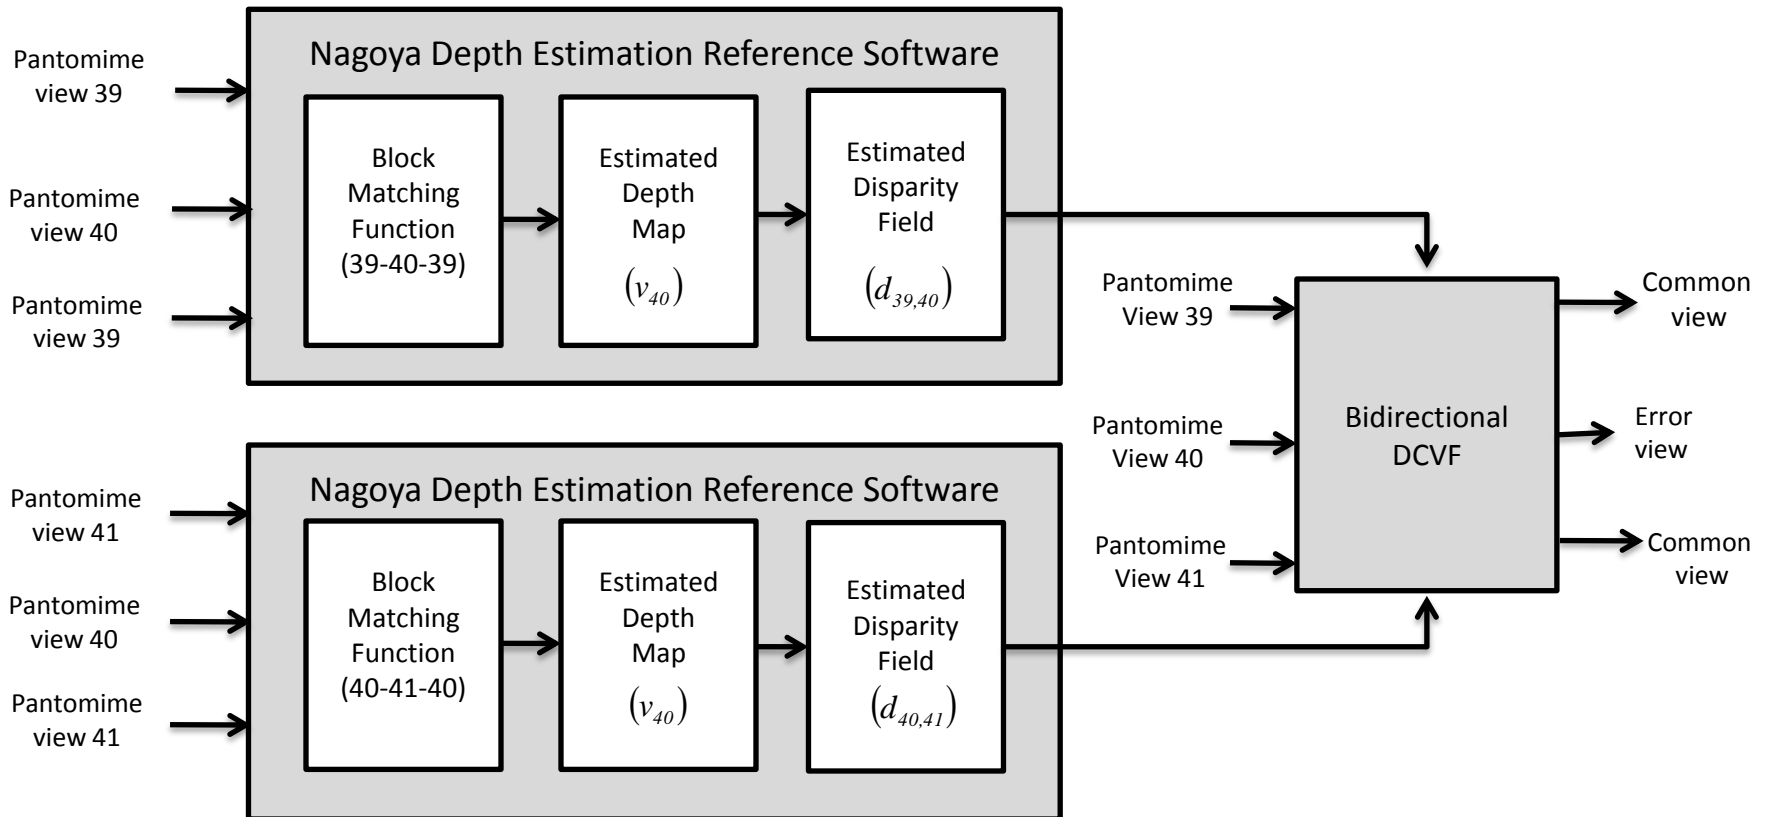 Nagoya Depth Estimation Reference Software
Pantomime
view 39
Pantomime
view 40
Pantomime
view 39
Block
Matching
Function
(39-40-39)
Estimated
Depth
Map
(v40)
Estimated
Disparity
Field
(d39,40)
Nagoya Depth Estimation Reference Software
Pantomime
view 41
Pantomime
view 40
Pantomime
view 41
Block
Matching
Function
(40-41-40)
Estimated
Depth
Map
(v40)
Estimated
Disparity
Field
(d40,41)
Pantomime
View 39
Pantomime
View 40
Pantomime
View 41
Bidirectional
DCVF
Common
view
Error
view
Common
view